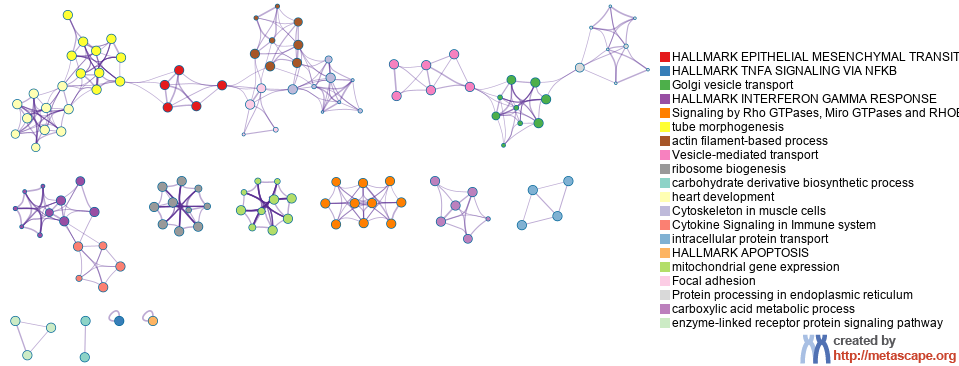 HALLMARK EPITHELIAL MESENCHYMAL TRANSIT
HALLMARK TNFA SIGNALING VIA NFKB
Golgi vesicle transport
HALLMARK INTERFERON GAMMA RESPONSE
Signaling by Rho GTPases, Miro GTPases and RHOB
tube morphogenesis
actin filament-based process
Vesicle-mediated transport
ribosome biogenesis
carbohydrate derivative biosynthetic process
heart development
Cytoskeleton in muscle cells
Cytokine Signaling in Immune system
intracellular protein transport
HALLMARK APOPTOSIS
mitochondrial gene expression
Focal adhesion
Protein processing in endoplasmic reticulum
carboxylic acid metabolic process
enzyme-linked receptor protein signaling pathway
created by
http://metascape.org